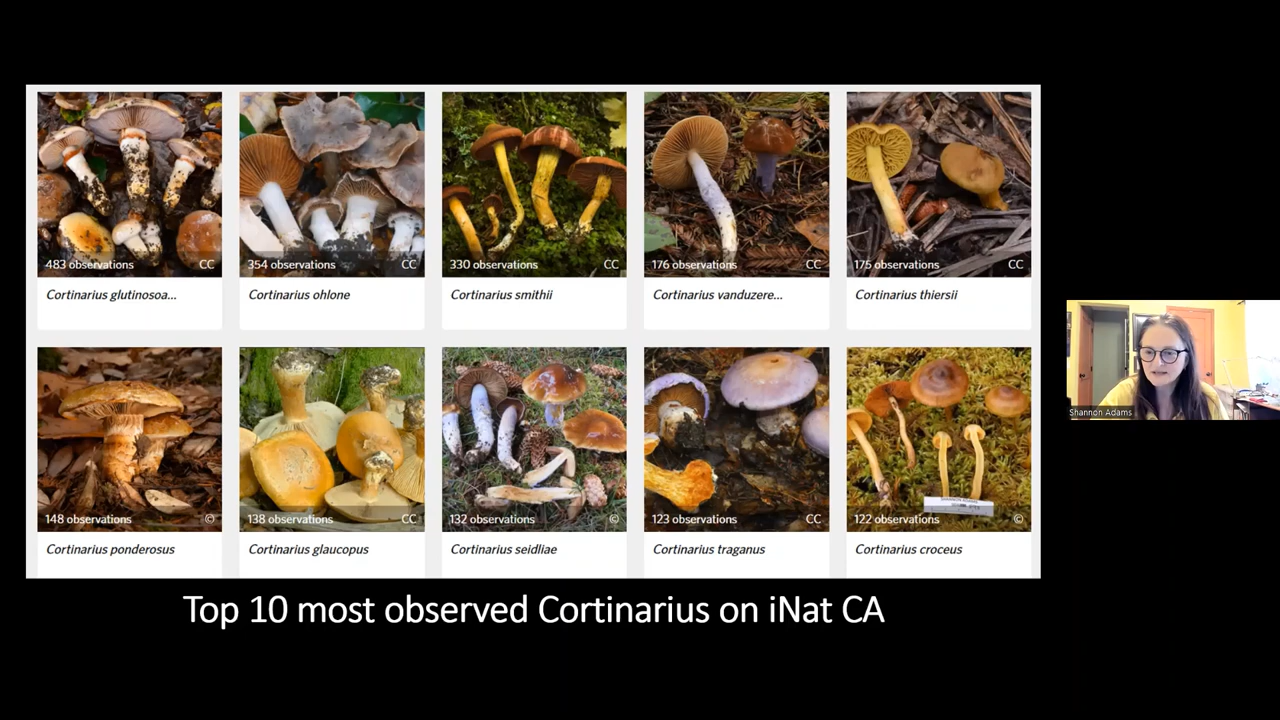 483 observations CC
354 observations CC
330 observations CC
176 observations CC
175 observations CC
Cortinarius glutinosoa...
Cortinarius ohlone
Cortinarius smithii
Cortinarius vanduzere...
Cortinarius thiersii
148 observations ©
138 observations CC
132 observations ©
123 observations CC
122 observations ©
Cortinarius ponderosus
Cortinarius glaucopus
Cortinarius seidliae
Cortinarius traganus
Cortinarius croceus
Top 10 most observed Cortinarius on iNat CA
Shannon Adams